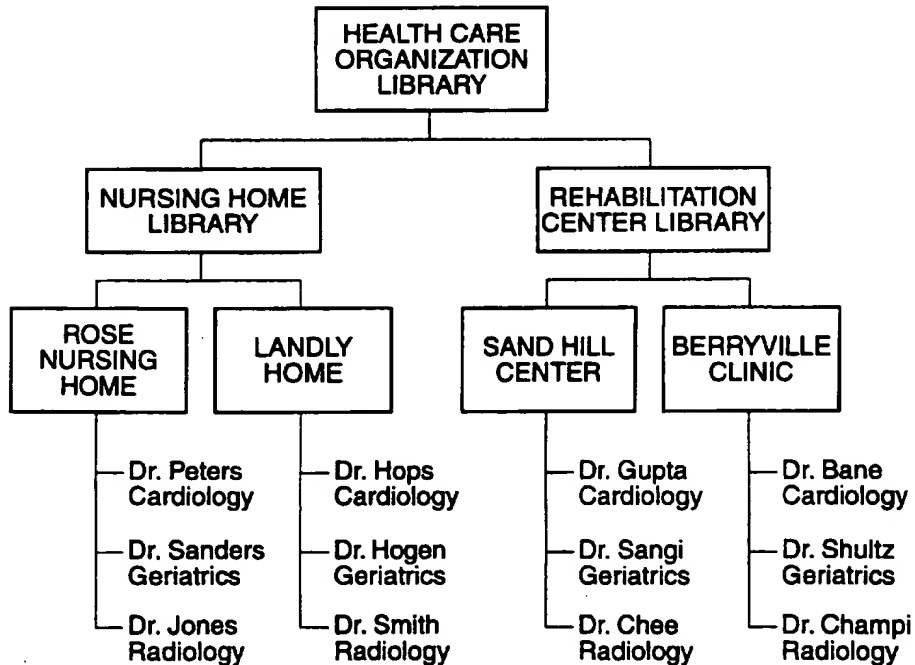 HEALTH CARE
ORGANIZATION
LIBRARY
NURSING HOME
LIBRARY
REHABILITATION
CENTER LIBRARY
ROSE
NURSING
HOME
LANDLY
HOME
SAND HILL
CENTER
BERRYVILLE
CLINIC
Dr. Peters
Cardiology
Dr. Sanders
Geriatrics
Dr. Jones
Radiology
Dr. Hops
Cardiology
Dr. Hogen
Geriatrics
Dr. Smith
Radiology
Dr. Gupta
Cardiology
Dr. Sangi
Geriatrics
Dr. Chee
Radiology
Dr. Bane
Cardiology
Dr. Shultz
Geriatrics
Dr. Champi
Radiology